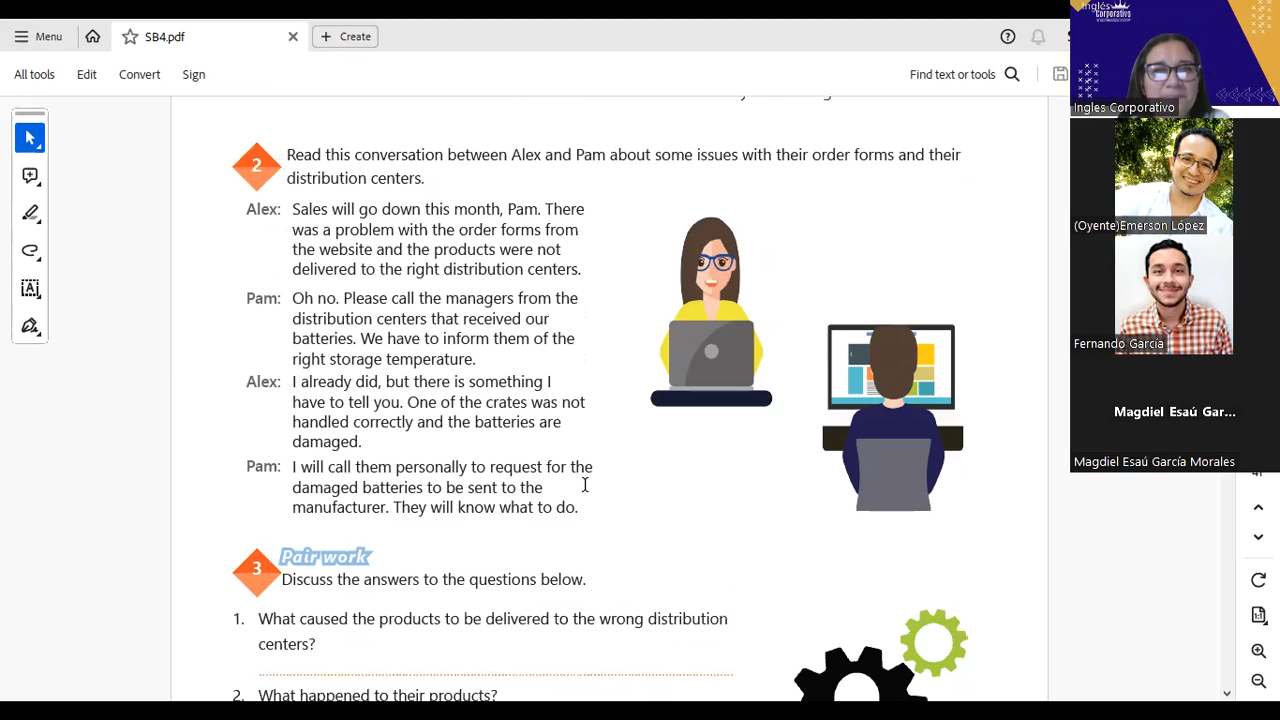 Menu
SB4.pdf
Create
All tools
Edit
Convert
Sign
Find text or tools
2
Read this conversation between Alex and Pam about some issues with their order forms and their
distribution centers.
Alex: Sales will go down this month, Pam. There
was a problem with the order forms from
the website and the products were not
delivered to the right distribution centers.
Pam: Oh no. Please call the managers from the
distribution centers that received our
batteries. We have to inform them of the
right storage temperature.
Alex: I already did, but there is something I
have to tell you. One of the crates was not
handled correctly and the batteries are
damaged.
Pam: I will call them personally to request for the
damaged batteries to be sent to the
manufacturer. They will know what to do.
Pair work
3
Discuss the answers to the questions below.
1. What caused the products to be delivered to the wrong distribution
centers?
2. What happened to their products?
Inglés
corporativo
Ingles Corporativo
(Oyente)Emerson López
Fernando García
Magdiel Esaú Gar...
Magdiel Esaú García Morales